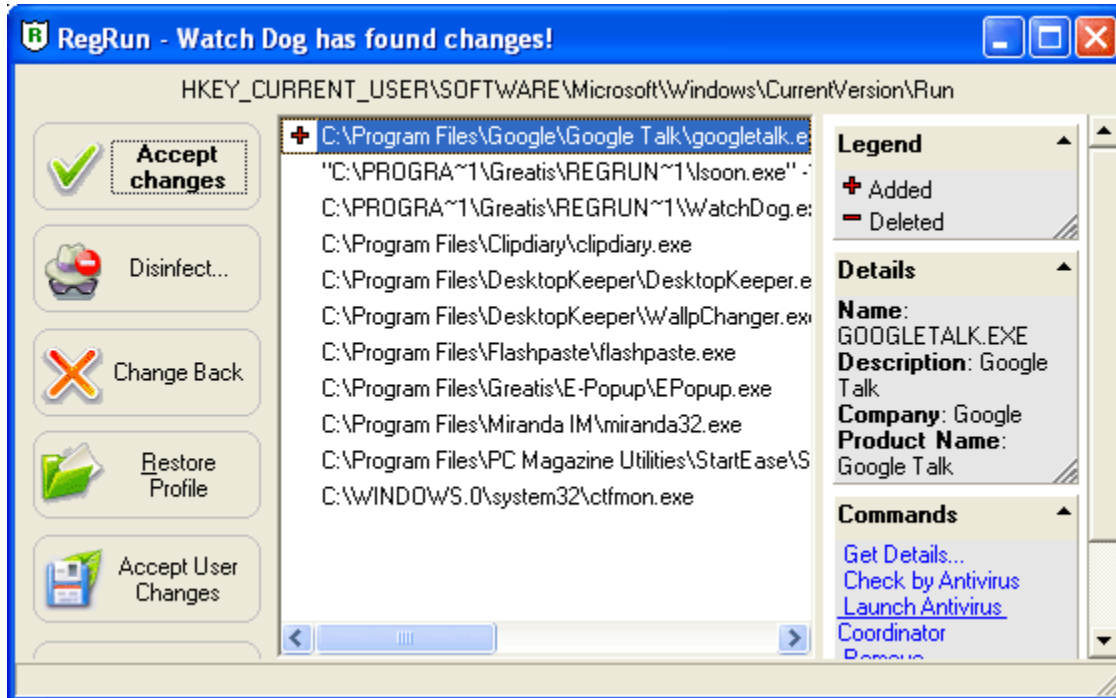 RegRun - Watch Dog has found changes!
HKEY_CURRENT_USER\SOFTWARE\Microsoft\Windows\CurrentVersion\Run
Accept
changes
Disinfect...
Change Back
Restore
Profile
Accept User
Changes
C:\Program Files\Google\Google Talk\googletalk.e
"C:\PROGRA~1\Greatis\REGRUN~1\lsoon.exe" -
C:\PROGRA~1\Greatis\REGRUN~1\WatchDog.ex
C:\Program Files\Clipdiary\clipdiary.exe
C:\Program Files\DesktopKeeper\DesktopKeeper.e
C:\Program Files\DesktopKeeper\WallpChanger.exe
C:\Program Files\Flashpaste\flashpaste.exe
C:\Program Files\Greatis\E-Popup\EPopup.exe
C:\Program Files\Miranda IM\miranda32.exe
C:\Program Files\PC Magazine Utilities\StartEase\S
C:\WINDOWS.0\system32\ctfmon.exe
Legend
Added
Deleted
Details
Name:
GOOGLETALK.EXE
Description: Google
Talk
Company: Google
Product Name:
Google Talk
Commands
Get Details...
Check by Antivirus
Launch Antivirus
Coordinator
Remove